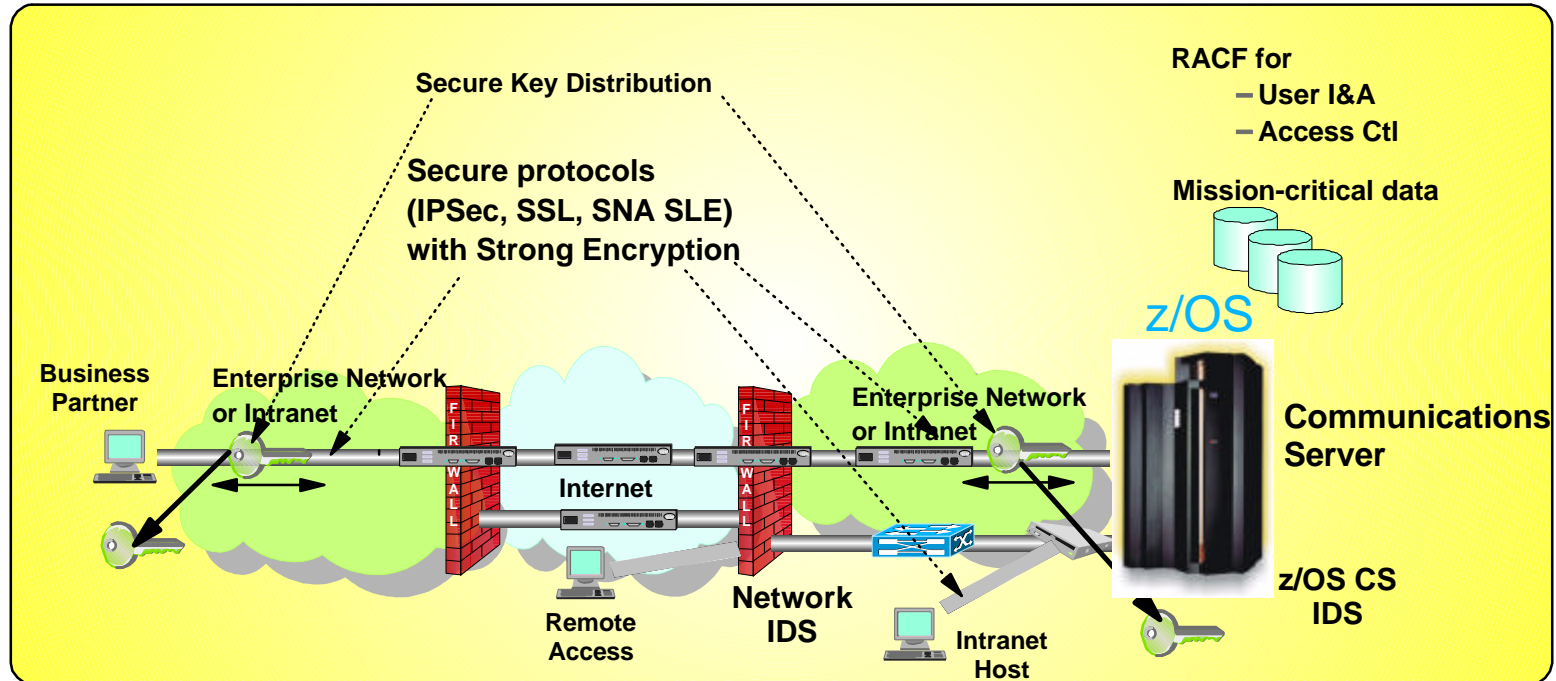 RACF for
– User I&A
– Access Ctl
Secure Key Distribution
Secure protocols
(IPSec, SSL, SNA SLE)
with Strong Encryption
Mission-critical data
z/OS
Business
Partner
Enterprise Network
or Intranet
FIREWALL
Internet
FIREWALL
Enterprise Network
or Intranet
Communications
Server
Remote
Access
Network
IDS
Intranet
Host
z/OS CS
IDS